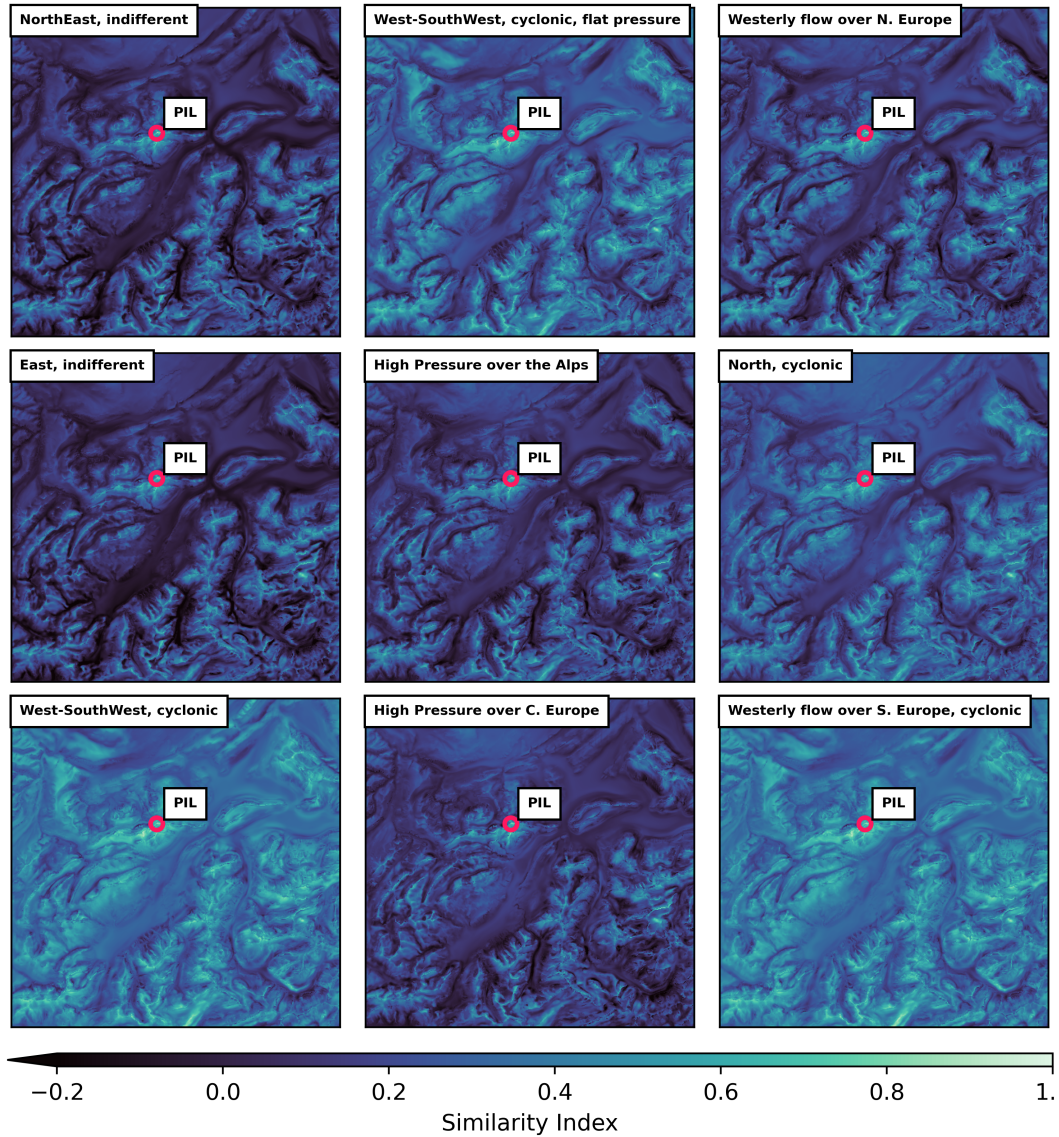 NorthEast, indifferent
West-SouthWest, cyclonic, flat pressure
Westerly flow over N. Europe
PIL
PIL
PIL
East, indifferent
High Pressure over the Alps
North, cyclonic
PIL
PIL
PIL
West-SouthWest, cyclonic
High Pressure over C. Europe
Westerly flow over S. Europe, cyclonic
PIL
PIL
PIL
−0.2 0.0 0.2 0.4 0.6 0.8 1.
Similarity Index